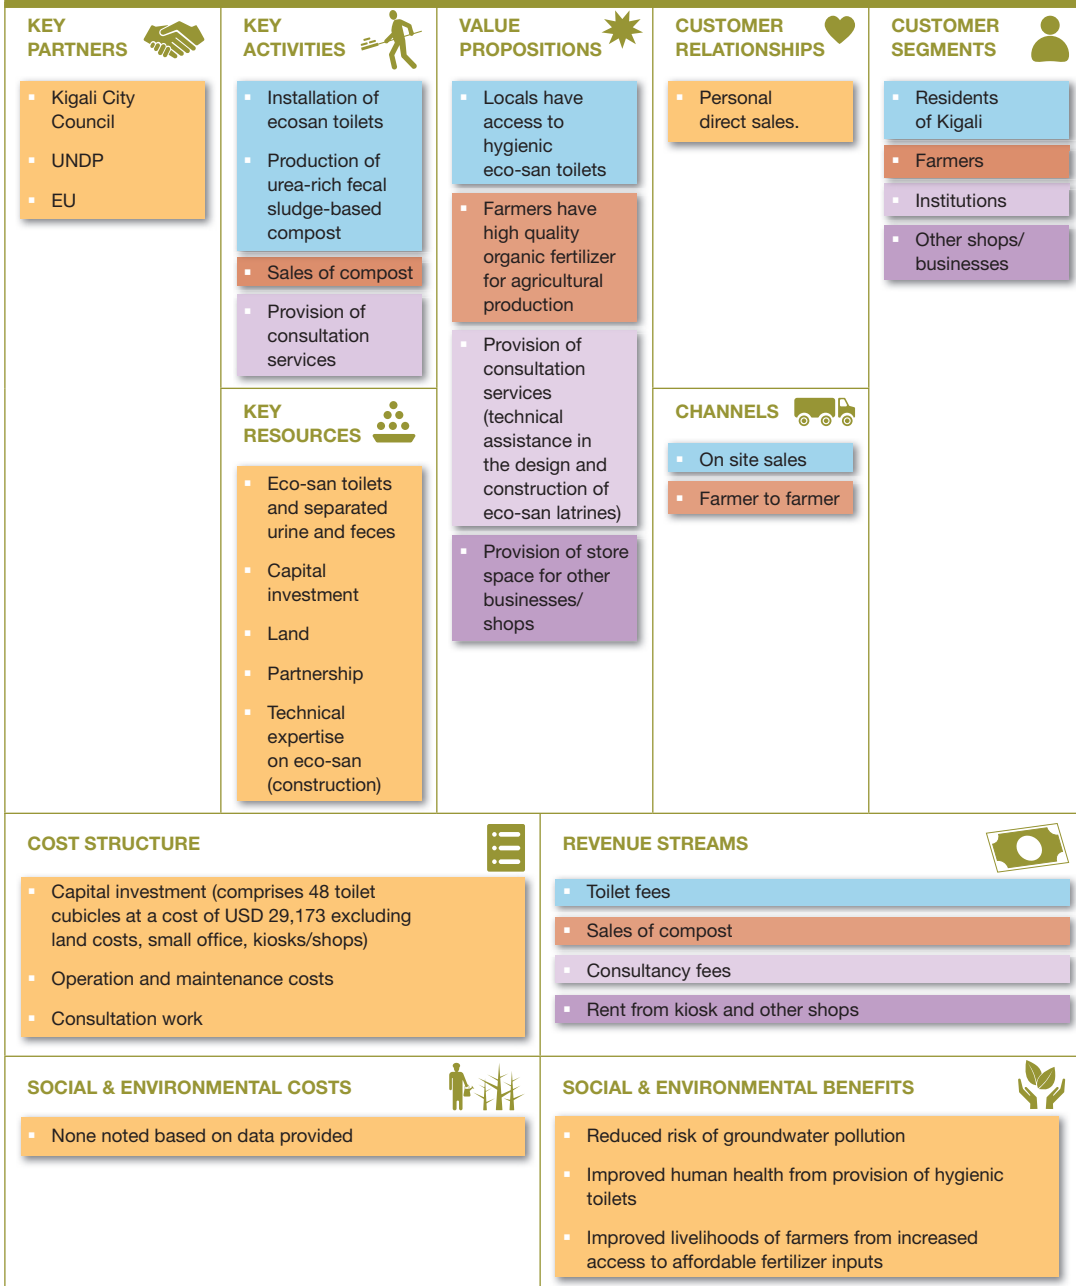 KEY
PARTNERS
Kigali City
Council
UNDP
EU
KEY
ACTIVITIES
Installation of
ecosan toilets
Production of
urea-rich fecal
sludge-based
compost
Sales of compost
Provision of
consultation
services
KEY
RESOURCES
Eco-san toilets
and separated
urine and feces
Capital
investment
Land
Partnership
Technical
expertise
on eco-san
(construction)
VALUE
PROPOSITIONS
Locals have
access to
hygienic
eco-san toilets
Farmers have
high quality
organic fertilizer
for agricultural
production
Provision of
consultation
services
(technical
assistance in
the design and
construction of
eco-san latrines)
Provision of store
space for other
businesses/
shops
CUSTOMER
RELATIONSHIPS
Personal
direct sales.
CHANNELS
On site sales
Farmer to farmer
CUSTOMER
SEGMENTS
Residents
of Kigali
Farmers
Institutions
Other shops/
businesses
COST STRUCTURE
Capital investment (comprises 48 toilet
cubicles at a cost of USD 29,173 excluding
land costs, small office, kiosks/shops)
Operation and maintenance costs
Consultation work
REVENUE STREAMS
Toilet fees
Sales of compost
Consultancy fees
Rent from kiosk and other shops
SOCIAL & ENVIRONMENTAL COSTS
None noted based on data provided
SOCIAL & ENVIRONMENTAL BENEFITS
Reduced risk of groundwater pollution
Improved human health from provision of hygienic
toilets
Improved livelihoods of farmers from increased
access to affordable fertilizer inputs